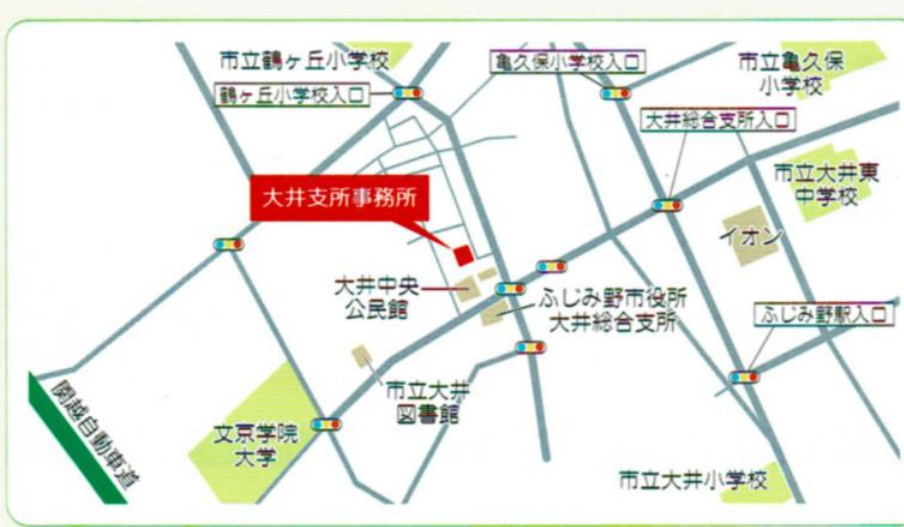 市立鶴ヶ丘小学校
鶴ヶ丘小学校入口
亀久保小学校入口
市立亀久保
小学校
大井総合支所入口
市立大井東
中学校
大井支所事務所
イオン
大井中央
公民館
ふじみ野市役所
大井総合支所
ふじみ野駅入口
市立大井
図書館
関越自動車道
文京学院
大学
市立大井小学校